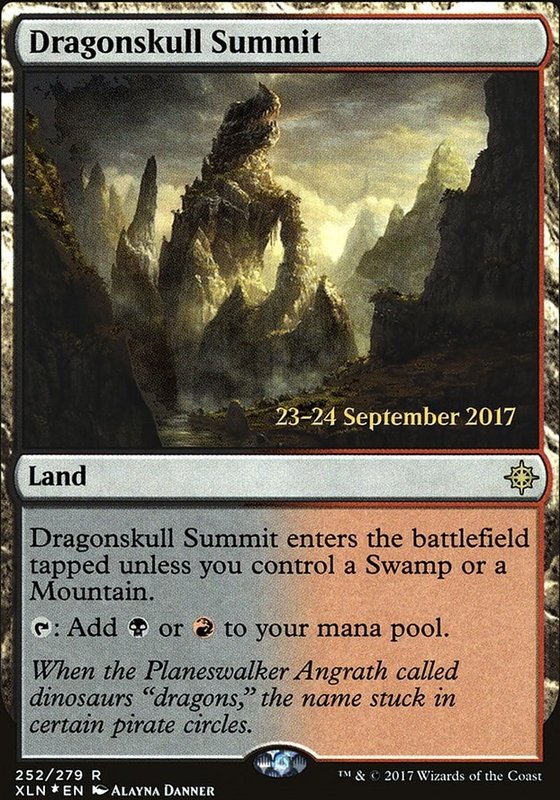 Dragonskull Summit
23–24 September 2017
Land
Dragonskull Summit enters the battlefield
tapped unless you control a Swamp or a
Mountain.
: Add or to your mana pool.
When the Planeswalker Angrath called
dinosaurs “dragons,” the name stuck in
certain pirate circles.
252/279 R
XLN★EN Alayna Danner
™ & © 2017 Wizards of the Coast